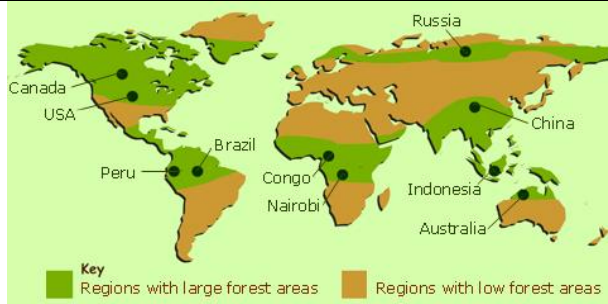 Russia
Canada
USA
China
Peru
Brazil
Congo
Nairobi
Indonesia
Australia
Key
Regions with large forest areas
Regions with low forest areas